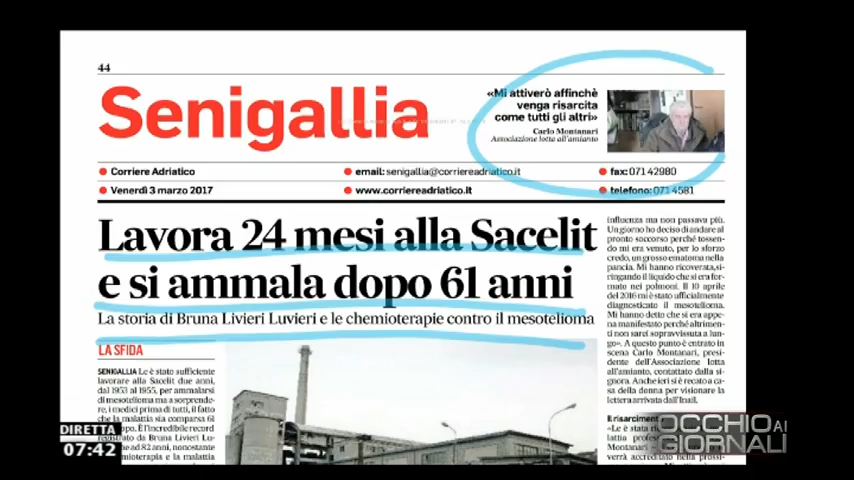 44
Senigallia
«Mi attiverò affinchè
venga risarcita
come tutti gli altri»
Carlo Montanari
Associazione lotta all'amianto
Corriere Adriatico
email: senigallia@corriereadriatico.it
fax: 071 42980
Venerdì 3 marzo 2017
www.corriereadriatico.it
telefono: 071 4581
Lavora 24 mesi alla Sacelit
e si ammala dopo 61 anni
La storia di Bruna Livieri Luvieri e le chemioterapie contro il mesotelioma
LA SFIDA
SENIGALLIA Le è stato sufficiente
lavorare alla Sacelit due anni,
dal 1953 al 1955, per ammalarsi
di mesotelioma ma a sorprende-
re, i medici prima di tutti, il fatto
che la malattia sia comparsa 61
dopo. È l'incredibile record
registrato da Bruna Livieri Lu-
ad 82 anni, nonostante
chemioterapia e la malattia
influenza ma non passava più.
Un giorno ho deciso di andare al
pronto soccorso perché tossendo
mi era venuto, per lo sforzo
credo, un grosso ematoma nella
pancia. Mi hanno ricoverata, si-
ringando il liquido che si era for-
mato nei polmoni. Il 10 aprile
del 2016 mi è stato ufficialmente
diagnosticato il mesotelioma.
Mi hanno detto che si era appe-
na manifestato perché altrimen-
ti non sarei sopravvissuta a lun-
go». A questo punto è entrato in
scena Carlo Montanari, presi-
dente dell'Associazione lotta
all'amianto, contattato dalla si-
gnora. Anche ieri si è recato a ca-
sa della donna per visionare la
lettera arrivata dall'Inail.
Il risarcimento
«Le è stata
lattia
verrà accreditato nella prossi-
DIRETTA
07:42
OCCHIO AI
GIORNALI